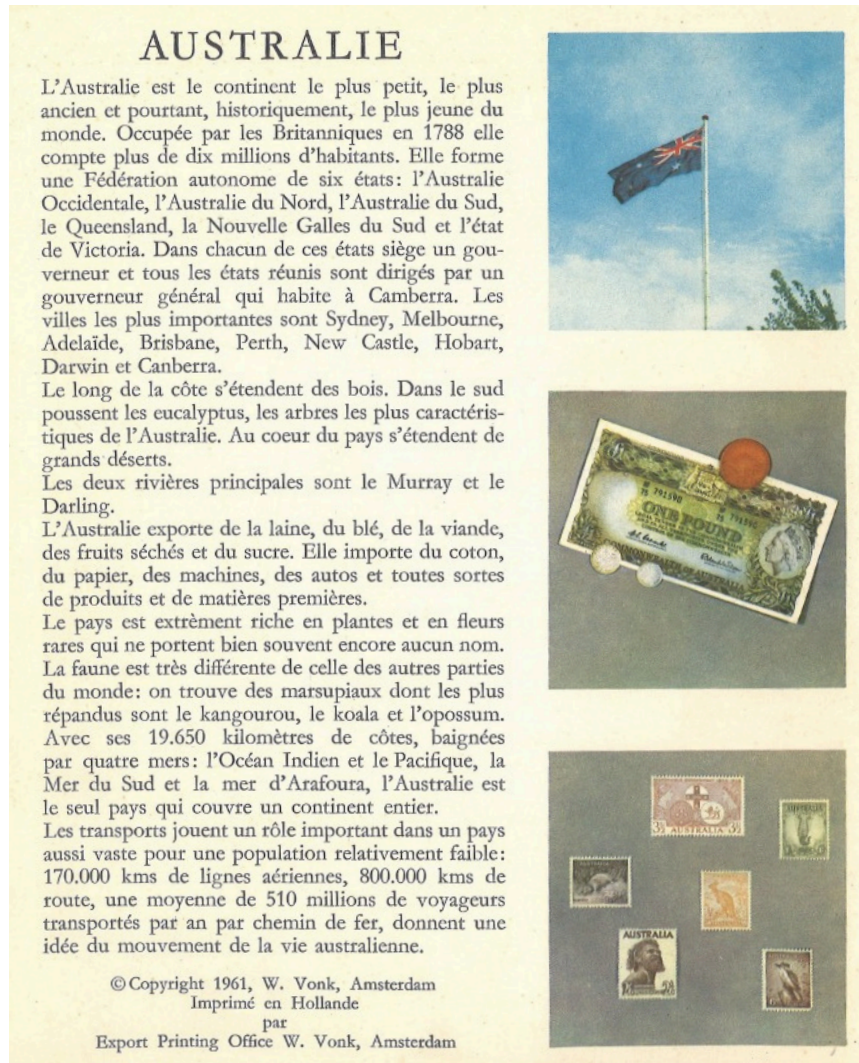 AUSTRALIE
L'Australie est le continent le plus petit, le plus
ancien et pourtant, historiquement, le plus jeune du
monde. Occupée par les Britanniques en 1788 elle
compte plus de dix millions d'habitants. Elle forme
une Fédération autonome de six états: l'Australie
Occidentale, l'Australie du Nord, l'Australie du Sud,
le Queensland, la Nouvelle Galles du Sud et l'état
de Victoria. Dans chacun de ces états siège un gou-
verneur et tous les états réunis sont dirigés par un
gouverneur général qui habite à Camberra. Les
villes les plus importantes sont Sydney, Melbourne,
Adelaïde, Brisbane, Perth, New Castle, Hobart,
Darwin et Canberra.
Le long de la côte s'étendent des bois. Dans le sud
poussent les eucalyptus, les arbres les plus caractéris-
tiques de l'Australie. Au coeur du pays s'étendent de
grands déserts.
Les deux rivières principales sont le Murray et le
Darling.
L'Australie exporte de la laine, du blé, de la viande,
des fruits séchés et du sucre. Elle importe du coton,
du papier, des machines, des autos et toutes sortes
de produits et de matières premières.
Le pays est extrèment riche en plantes et en fleurs
rares qui ne portent bien souvent encore aucun nom.
La faune est très différente de celle des autres parties
du monde: on trouve des marsupiaux dont les plus
répandus sont le kangourou, le koala et l'opossum.
Avec ses 19.650 kilomètres de côtes, baignées
par quatre mers: l'Océan Indien et le Pacifique, la
Mer du Sud et la mer d'Arafoura, l'Australie est
le seul pays qui couvre un continent entier.
Les transports jouent un rôle important dans un pays
aussi vaste pour une population relativement faible:
170.000 kms de lignes aériennes, 800.000 kms de
route, une moyenne de 510 millions de voyageurs
transportés par an par chemin de fer, donnent une
idée du mouvement de la vie australienne.
© Copyright 1961, W. Vonk, Amsterdam
Imprimé en Hollande
par
Export Printing Office W. Vonk, Amsterdam
791590
ONE POUND
COMMONWEALTH OF AUSTRALIA
AUSTRALIA
AUSTRALIA
AUSTRALIA